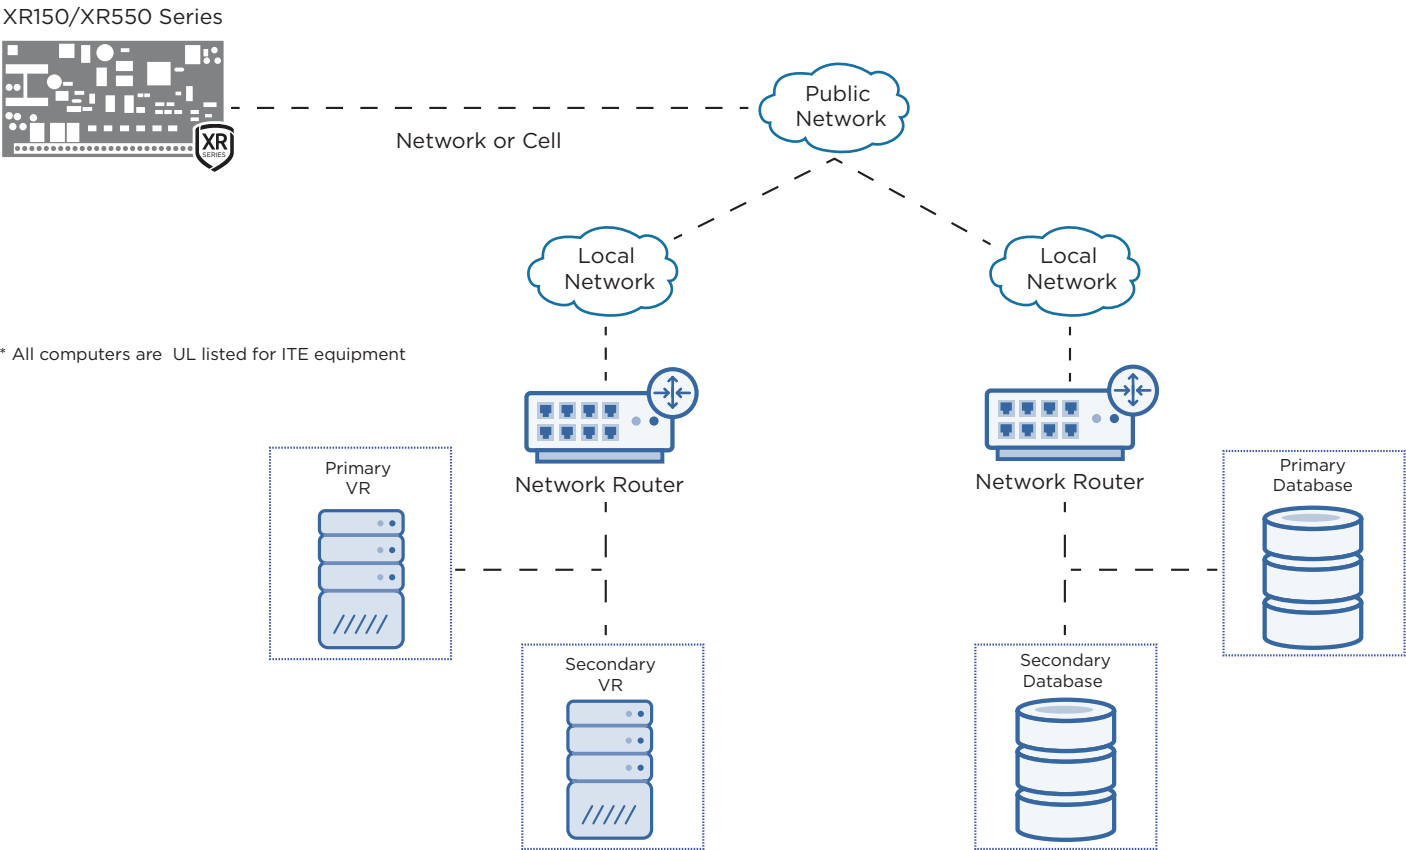 XR150/XR550 Series
XR
SERIES
Network or Cell
Public
Network
Local
Network
Local
Network
* All computers are  UL listed for ITE equipment
Network Router
Network Router
Primary
VR
Secondary
VR
Secondary
Database
Primary
Database